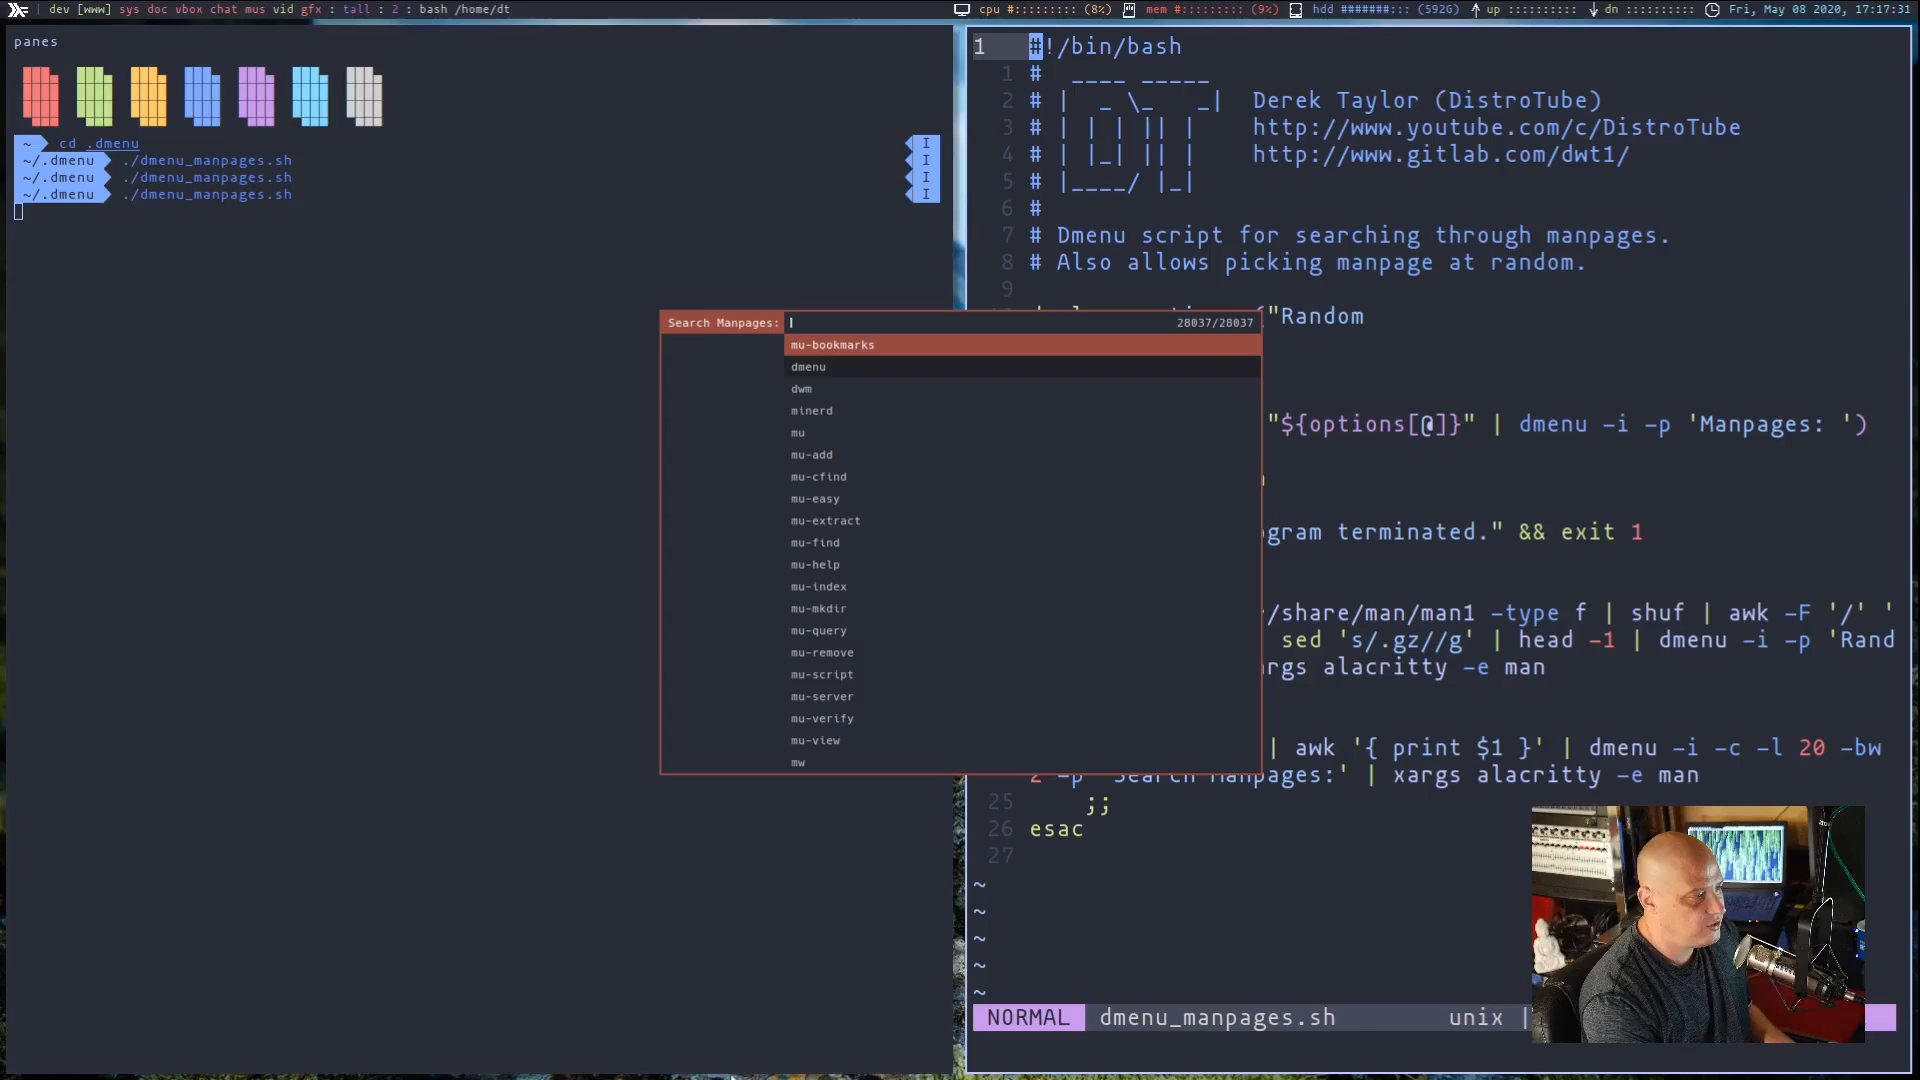 dev [www] sys doc vbox chat mus vid gfx : tall : 2 : bash /home/dt
cpu #::::::::: (8%) mem #::::::::: (9%) hdd #######::: (592G) up :::::::::: dn :::::::::: Fri, May 08 2020, 17:17:31
panes
~ cd .dmenu I
~/.dmenu ./dmenu_manpages.sh I
~/.dmenu ./dmenu_manpages.sh I
~/.dmenu ./dmenu_manpages.sh I
Search Manpages: 28037/28037
mu-bookmarks
dmenu
dwm
minerd
mu
mu-add
mu-cfind
mu-easy
mu-extract
mu-find
mu-help
mu-index
mu-mkdir
mu-query
mu-remove
mu-script
mu-server
mu-verify
mu-view
mw
1 #!/bin/bash
1 #  ____ _____
2 # |  _ \_   _|  Derek Taylor (DistroTube)
3 # | | | || |    http://www.youtube.com/c/DistroTube
4 # | |_| || |    http://www.gitlab.com/dwt1/
5 # |____/ |_|
6 #
7 # Dmenu script for searching through manpages.
8 # Also allows picking manpage at random.
9
"Random
"${options[@]}" | dmenu -i -p 'Manpages: ')
gram terminated." && exit 1
/share/man/man1 -type f | shuf | awk -F '/' '
sed 's/.gz//g' | head -1 | dmenu -i -p 'Rand
rgs alacritty -e man
| awk '{ print $1 }' | dmenu -i -c -l 20 -bw
2 -p 'Search Manpages:' | xargs alacritty -e man
25 ;;
26 esac
27
~
~
~
~
~
NORMAL dmenu_manpages.sh unix |